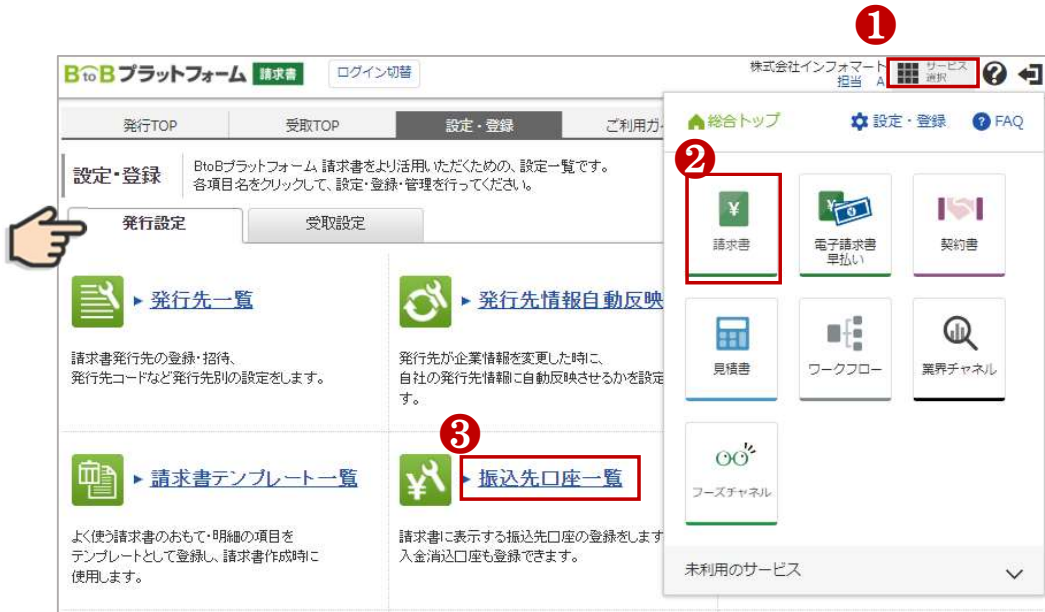 ❶
BtoBプラットフォーム 請求書
ログイン切替
株式会社インフォマート
担当 A
サービス
選択
発行TOP
受取TOP
設定・登録
ご利用ガイ
総合トップ
設定・登録
FAQ
設定・登録
BtoBプラットフォーム 請求書をより活用いただくための、設定一覧です。
各項目名をクリックして、設定・登録・管理を行ってください。
❷
発行設定
受取設定
¥
請求書
¥
電子請求書
早払い
契約書
発行先一覧
発行先情報自動反映
請求書発行先の登録・招待、
発行先コードなど発行先別の設定をします。
発行先が企業情報を変更した時に、
自社の発行先情報に自動反映させるかを設定
す。
見積書
ワークフロー
業界チャネル
❸
請求書テンプレート一覧
¥
振込先口座一覧
フーズチャネル
よく使う請求書のおもて・明細の項目を
テンプレートとして登録し、請求書作成時に
使用します。
請求書に表示する振込先口座の登録をします
入金消込口座も登録できます。
未利用のサービス